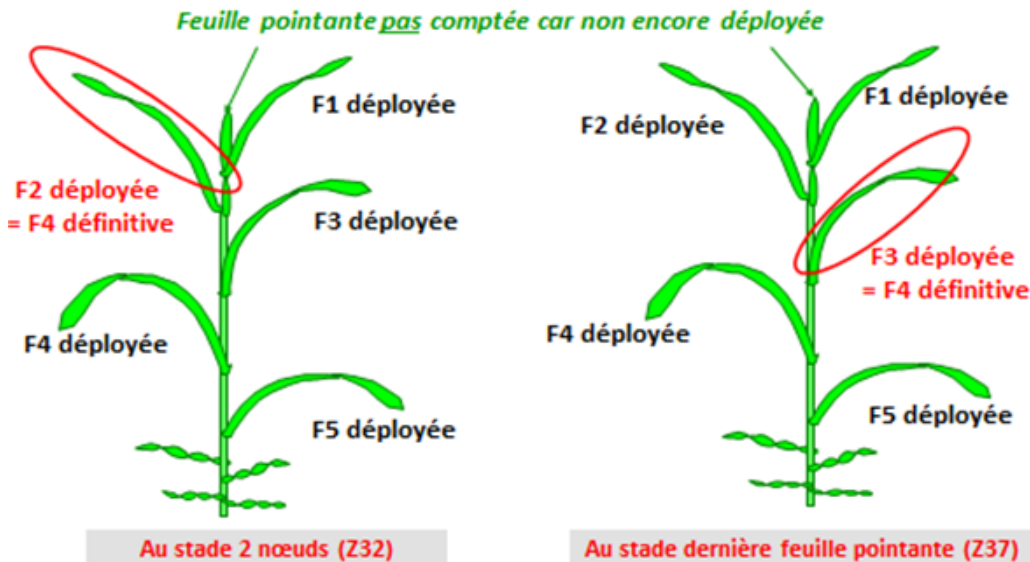 Feuille pointante pas comptée car non encore déployée
F1 déployée
F2 déployée
= F4 définitive
F3 déployée
F4 déployée
F5 déployée
Au stade 2 nœuds (Z32)
F1 déployée
F2 déployée
F3 déployée
= F4 définitive
F4 déployée
F5 déployée
Au stade dernière feuille pointante (Z37)